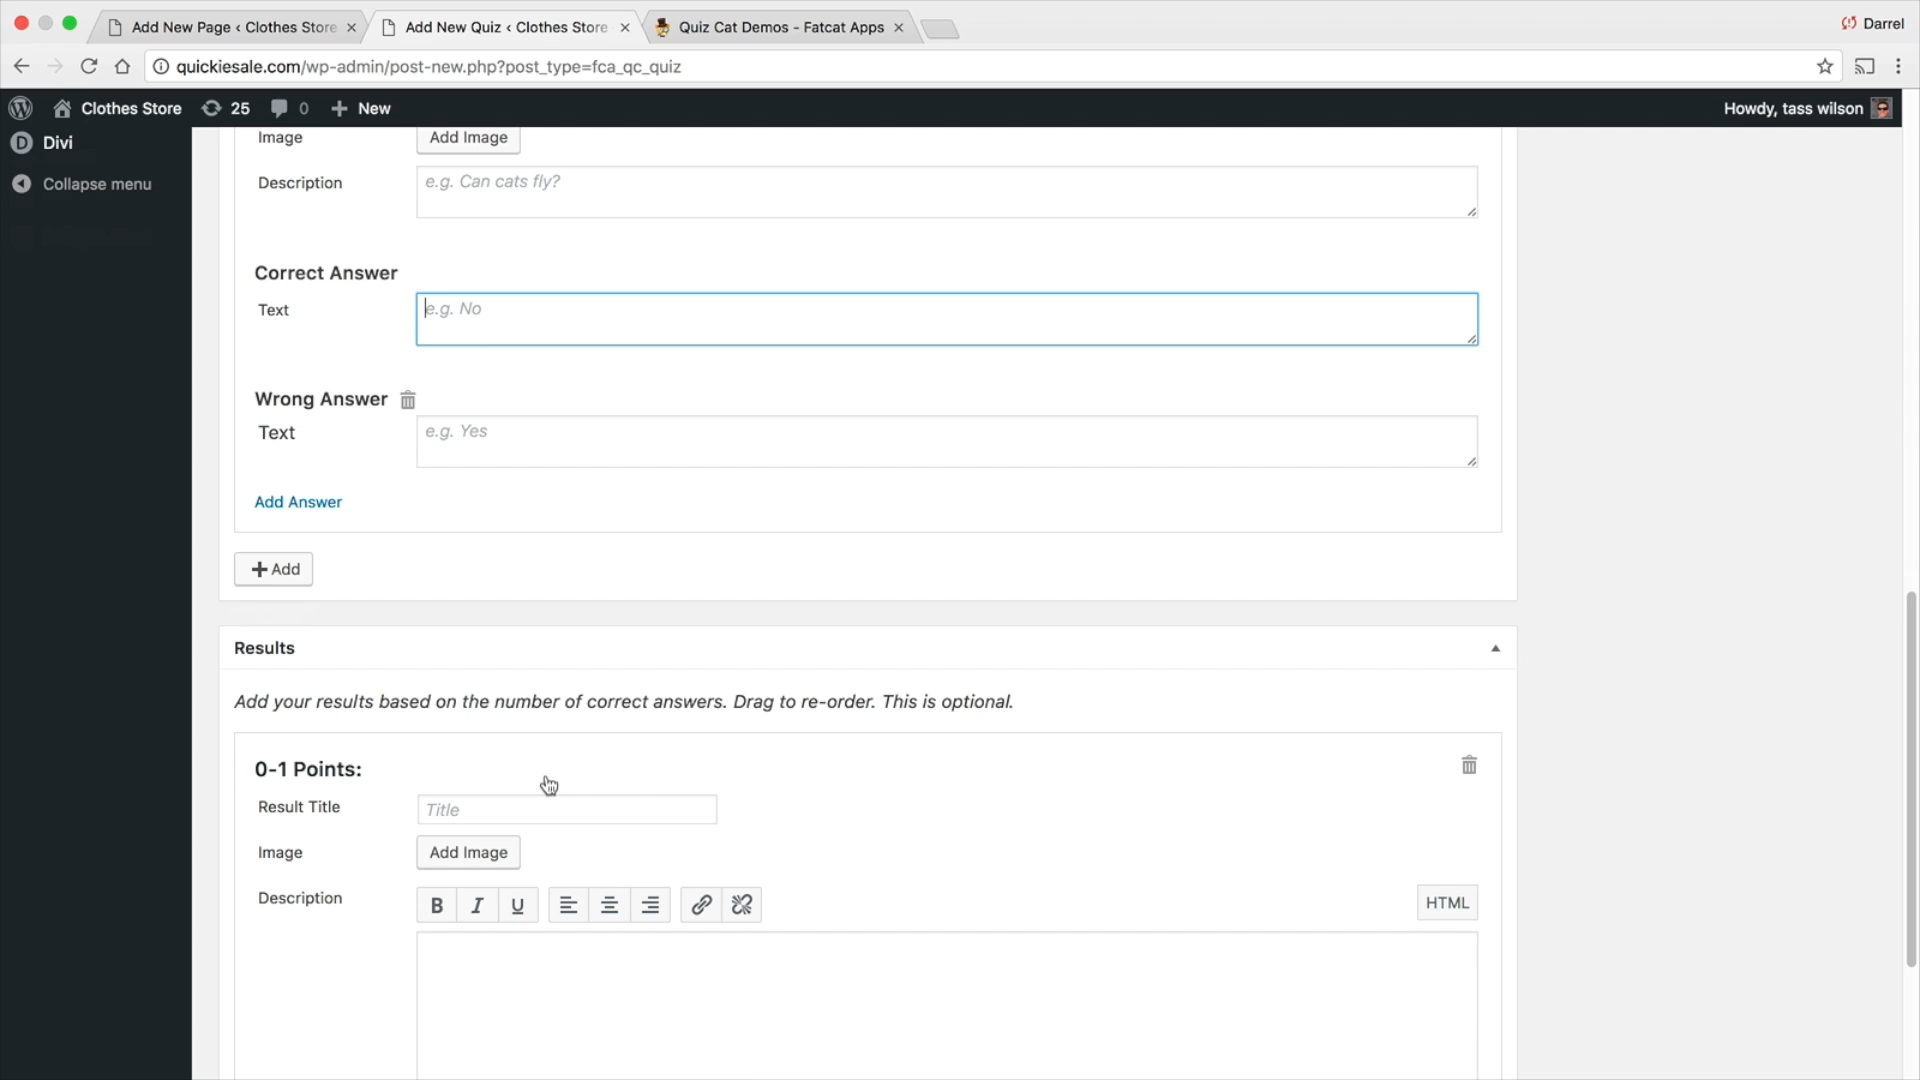 Add New Page ‹ Clothes Store
Add New Quiz ‹ Clothes Store
Quiz Cat Demos - Fatcat Apps
Darrel
quickiesale.com/wp-admin/post-new.php?post_type=fca_qc_quiz
Clothes Store 25 0 New
Howdy, tass wilson
Divi
Collapse menu
Image
Add Image
Description
e.g. Can cats fly?
Correct Answer
Text
e.g. No
Wrong Answer
Text
e.g. Yes
Add Answer
Add
Results
Add your results based on the number of correct answers. Drag to re-order. This is optional.
0-1 Points:
Result Title
Title
Image
Add Image
Description
B I U
HTML